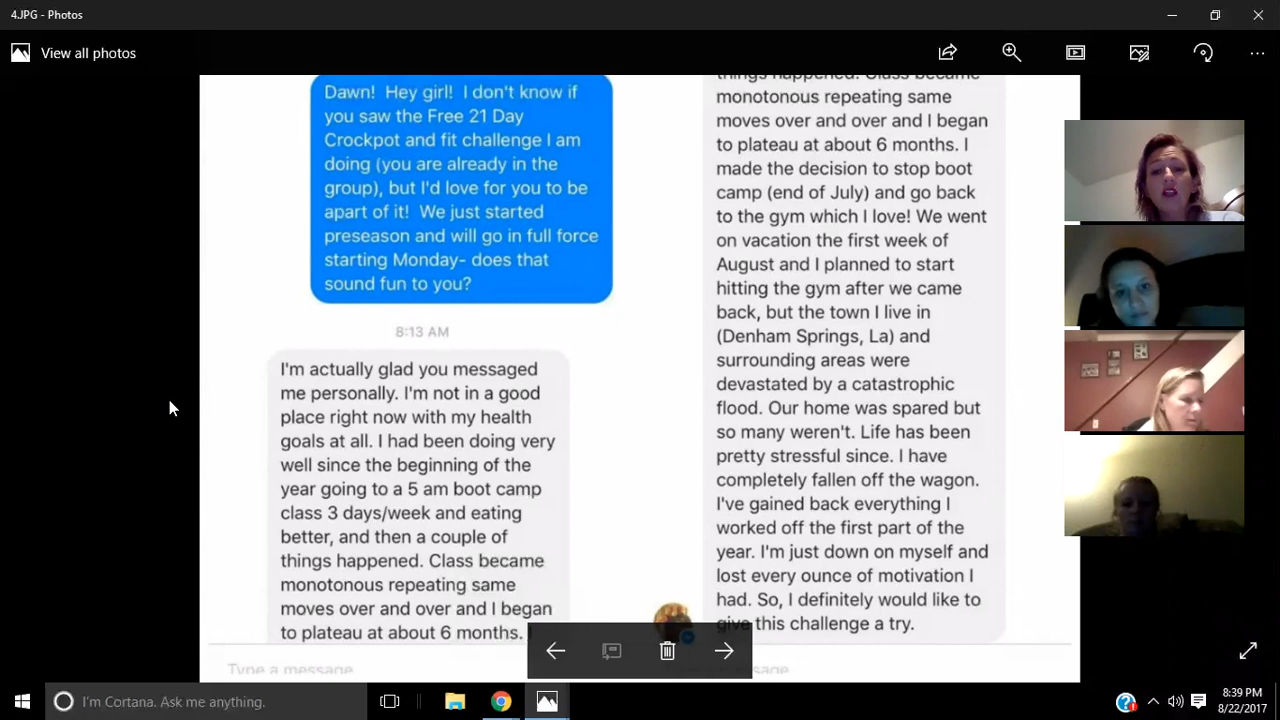 4.JPG - Photos
View all photos
Dawn! Hey girl! I don't know if
you saw the Free 21 Day
Crockpot and fit challenge I am
doing (you are already in the
group), but I'd love for you to be
apart of it! We just started
preseason and will go in full force
starting Monday- does that
sound fun to you?
8:13 AM
I'm actually glad you messaged
me personally. I'm not in a good
place right now with my health
goals at all. I had been doing very
well since the beginning of the
year going to a 5 am boot camp
class 3 days/week and eating
better, and then a couple of
things happened. Class became
monotonous repeating same
moves over and over and I began
to plateau at about 6 months. I
Type a message
things happened. Class became
monotonous repeating same
moves over and over and I began
to plateau at about 6 months. I
made the decision to stop boot
camp (end of July) and go back
to the gym which I love! We went
on vacation the first week of
August and I planned to start
hitting the gym after we came
back, but the town I live in
(Denham Springs, La) and
surrounding areas were
devastated by a catastrophic
flood. Our home was spared but
so many weren't. Life has been
pretty stressful since. I have
completely fallen off the wagon.
I've gained back everything I
worked off the first part of the
year. I'm just down on myself and
lost every ounce of motivation I
had. So, I definitely would like to
give this challenge a try.
message
I'm Cortana. Ask me anything.
8:39 PM
8/22/2017